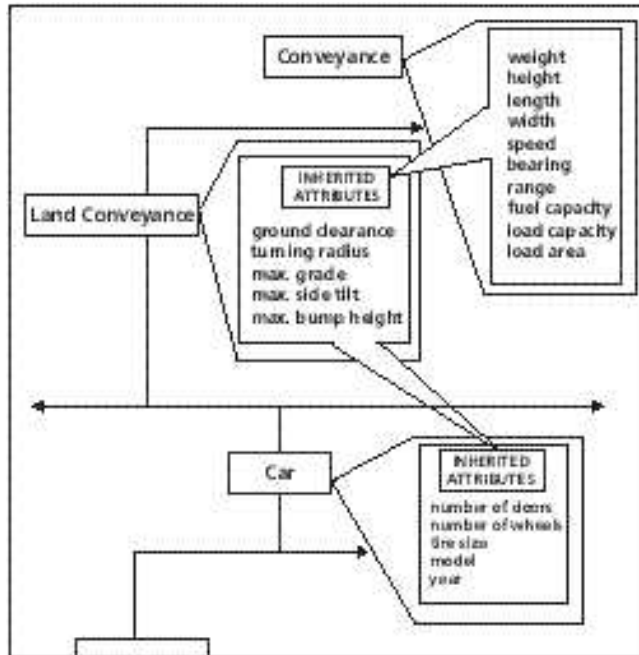 Conveyance
weight
height
length
width
speed
bearing
range
fuel capacity
load capacity
load area
Land Conveyance
INHERITED
ATTRIBUTES
ground clearance
turning radius
max. grade
max. side tilt
max. bump height
Car
INHERITED
ATTRIBUTES
number of doors
number of wheels
tire size
model
year